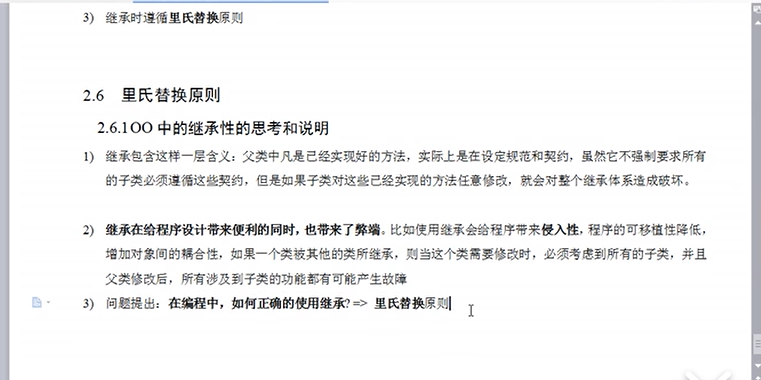 3) 继承时遵循里氏替换原则
2.6 里氏替换原则
2.6.1OO 中的继承性的思考和说明
1) 继承包含这样一层含义：父类中凡是已经实现好的方法，实际上是在设定规范和契约，虽然它不强制要求所有
的子类必须遵循这些契约，但是如果子类对这些已经实现的方法任意修改，就会对整个继承体系造成破坏。
2) 继承在给程序设计带来便利的同时，也带来了弊端。比如使用继承会给程序带来侵入性，程序的可移植性降低，
增加对象间的耦合性，如果一个类被其他的类所继承，则当这个类需要修改时，必须考虑到所有的子类，并且
父类修改后，所有涉及到子类的功能都有可能产生故障
3) 问题提出：在编程中，如何正确的使用继承? => 里氏替换原则